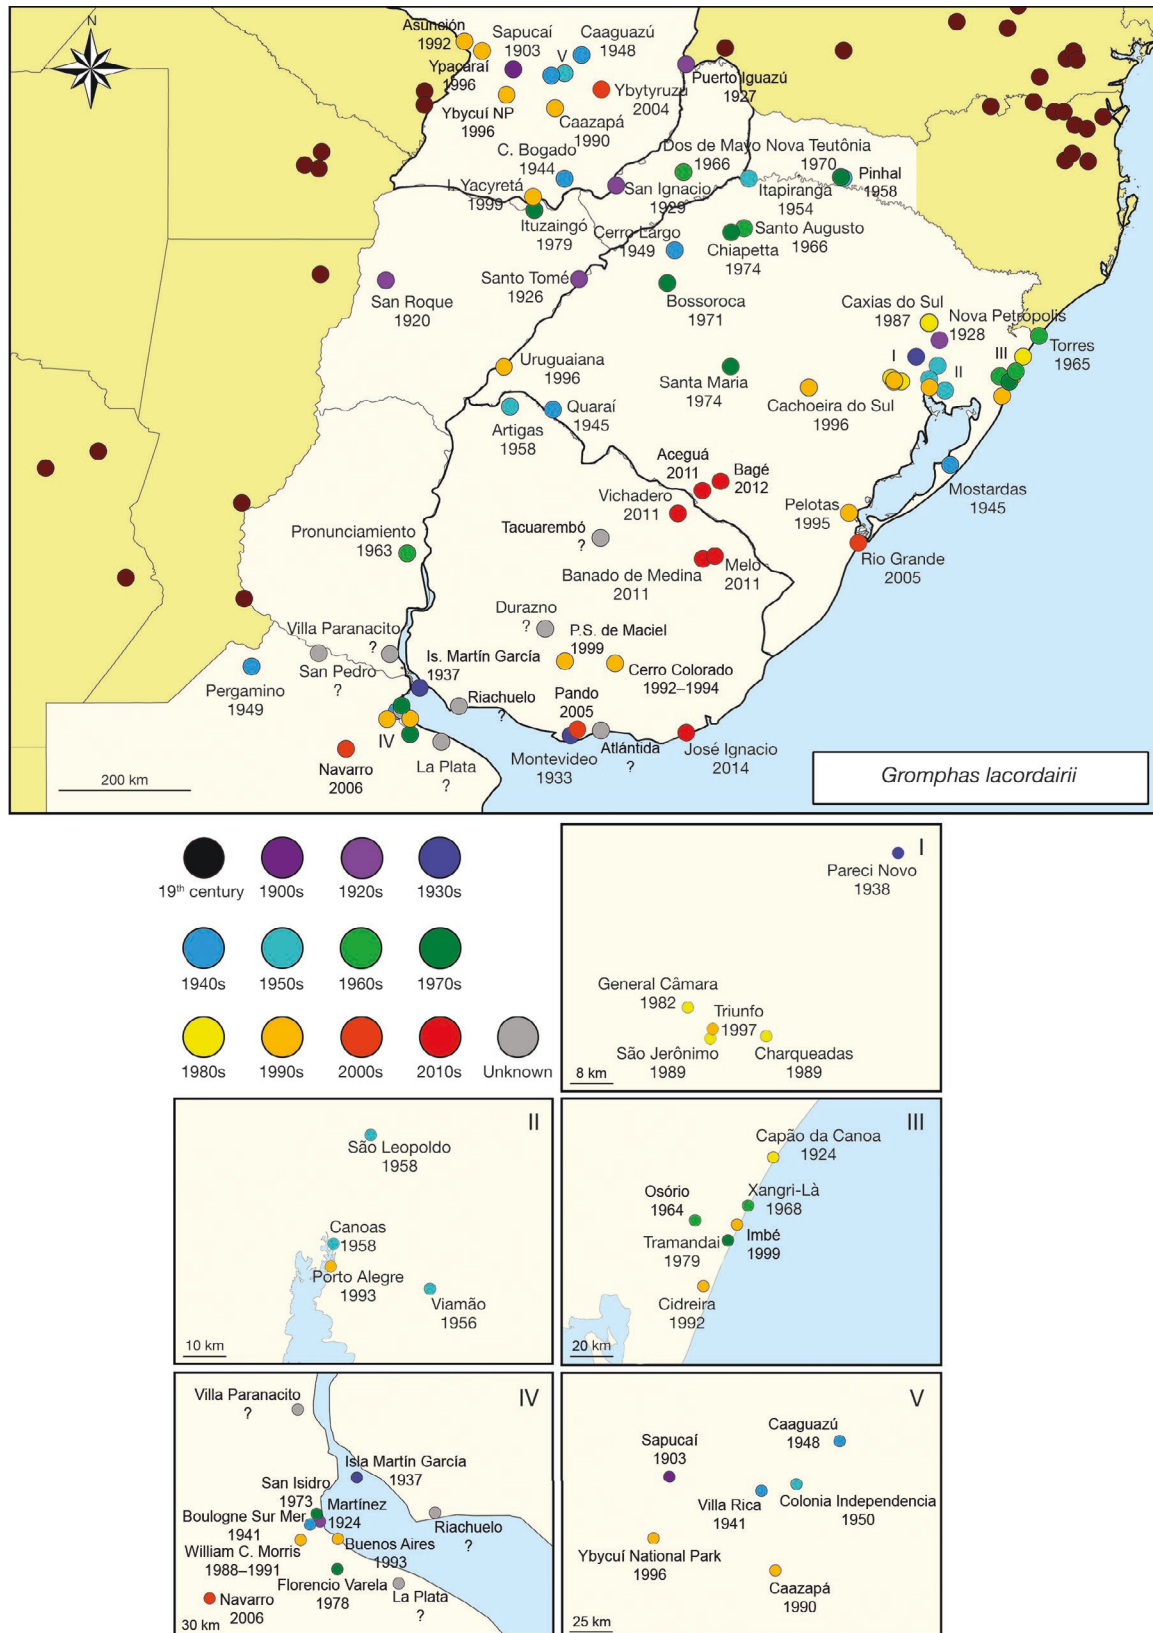 N
Asunción
1992
Sapucaí
1903
Caaguazú
1948
V
Ypacaraí
1996
Ybycuí NP
1996
Ybytyruzú
2004
Caazapá
1990
Puerto Iguazú
1927
C. Bogado
1944
Dos de Mayo
1966
Nova Teutônia
1970
Pinhal
1958
I. Yacyretá
1999
San Ignacio
1929
Itapiranga
1954
Ituzaingó
1979
Cerro Largo
1949
Santo Augusto
1966
Chiapetta
1974
San Roque
1920
Santo Tomé
1926
Bossoroca
1971
Caxias do Sul
1987
Nova Petrópolis
1928
Torres
1965
I
II
III
Uruguaiana
1996
Santa Maria
1974
Cachoeira do Sul
1996
Artigas
1958
Quaraí
1945
Aceguá
2011
Bagé
2012
Mostardas
1945
Vichadero
2011
Pelotas
1995
Pronunciamiento
1963
Tacuarembó
?
Rio Grande
2005
Banado de Medina
2011
Melo
2011
Durazno
?
Villa Paranacito
?
P.S. de Maciel
1999
Is. Martín García
1937
Cerro Colorado
1992–1994
San Pedro
?
Pergamino
1949
Riachuelo
?
Pando
2005
IV
Navarro
2006
La Plata
?
Montevideo
1933
Atlántida
?
José Ignacio
2014
200 km
Gromphas lacordairii
19th century
1900s
1920s
1930s
1940s
1950s
1960s
1970s
1980s
1990s
2000s
2010s
Unknown
I
Pareci Novo
1938
General Câmara
1982
Triunfo
1997
São Jerônimo
1989
Charqueadas
1989
8 km
II
São Leopoldo
1958
Canoas
1958
Porto Alegre
1993
Viamão
1956
10 km
III
Capão da Canoa
1924
Xangri-Là
1968
Osório
1964
Imbé
1999
Tramandai
1979
Cidreira
1992
20 km
IV
Villa Paranacito
?
Isla Martín García
1937
San Isidro
1973
Martínez
1924
Boulogne Sur Mer
1941
Riachuelo
?
William C. Morris
1988–1991
Buenos Aires
1993
Florencio Varela
1978
La Plata
?
Navarro
2006
30 km
V
Caaguazú
1948
Sapucaí
1903
Villa Rica
1941
Colonia Independencia
1950
Ybycuí National Park
1996
Caazapá
1990
25 km